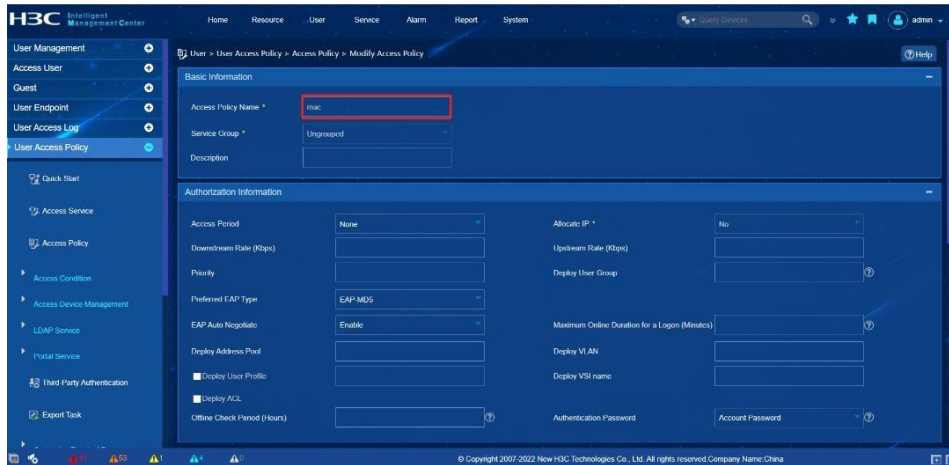 H3C Intelligent Management Center
Home Resource User Service Alarm Report System Query Devices admin
User Management
Access User
Guest
User Endpoint
User Access Log
User Access Policy
Quick Start
Access Service
Access Policy
Access Condition
Access Device Management
LDAP Service
Portal Service
Third-Party Authentication
Export Task
User > User Access Policy > Access Policy > Modify Access Policy Help
Basic Information
Access Policy Name * mac
Service Group * Ungrouped
Description
Authorization Information
Access Period None Allocate IP * No
Downstream Rate (Kbps) Upstream Rate (Kbps)
Priority Deploy User Group
Preferred EAP Type EAP-MD5
EAP Auto Negotiate Enable Maximum Online Duration for a Logon (Minutes)
Deploy Address Pool Deploy VLAN
Deploy User Profile Deploy VSI name
Deploy ACL
Offline Check Period (Hours) Authentication Password Account Password
53 1 4 0 © Copyright 2007-2022 New H3C Technologies Co., Ltd. All rights reserved.Company Name:China